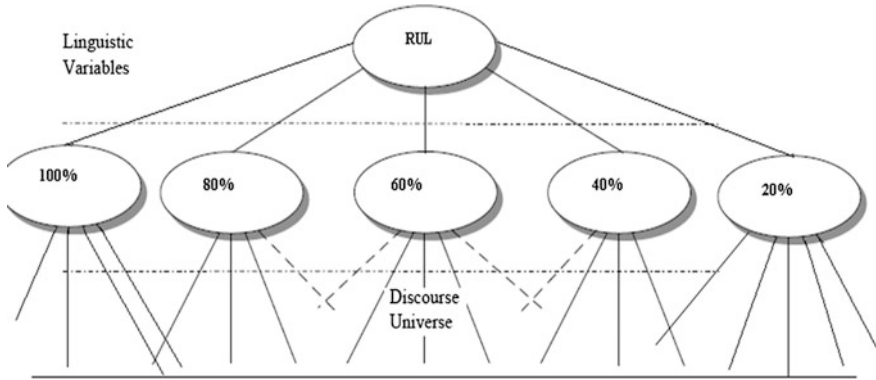 RUL
Linguistic
Variables
100%
80%
60%
40%
20%
Discourse
Universe